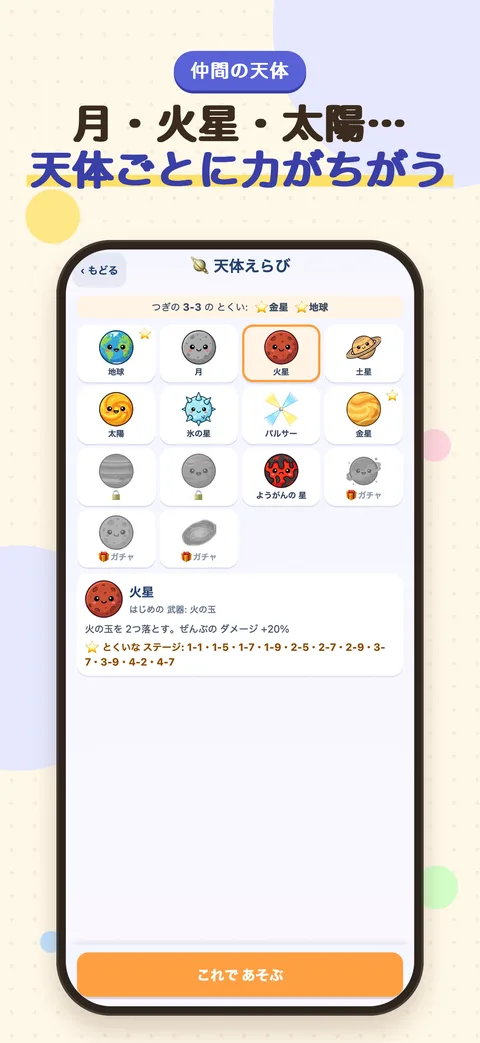 仲間の天体
月・火星・太陽…
天体ごとに力がちがう
‹ もどる
🪐 天体えらび
つぎの 3-3 の とくい: ⭐金星 ⭐地球
地球
月
火星
土星
太陽
氷の星
パルサー
金星
ようがんの 星
ガチャ
ガチャ
ガチャ
火星
はじめの 武器: 火の玉
火の玉を 2つ落とす。ぜんぶの ダメージ +20%
⭐ とくいな ステージ: 1-1・1-5・1-7・1-9・2-5・2-7・2-9・3-
7・3-9・4-2・4-7
これで あそぶ